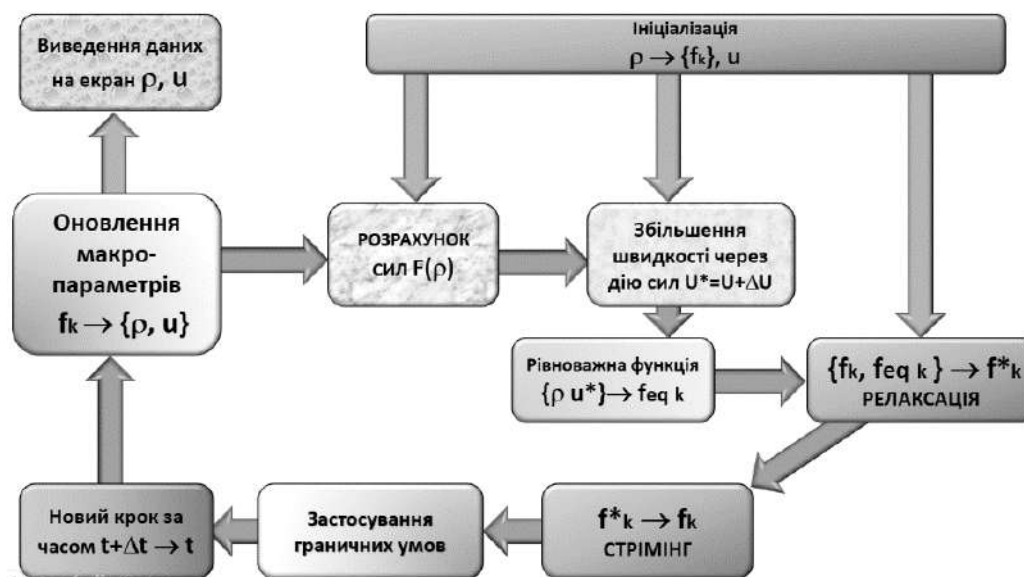 Виведення даних
на екран ρ, u
Ініціалізація
ρ → {fk}, u
Оновлення
макро-
параметрів
fk → {ρ, u}
РОЗРАХУНОК
сил F(ρ)
Збільшення
швидкості через
дію сил U*=U+ΔU
Рівноважна функція
{ρ u*}→ feq k
{fk, feq k } → f*k
РЕЛАКСАЦІЯ
Новий крок за
часом t+Δt → t
Застосування
граничних умов
f*k → fk
СТРІМІНГ